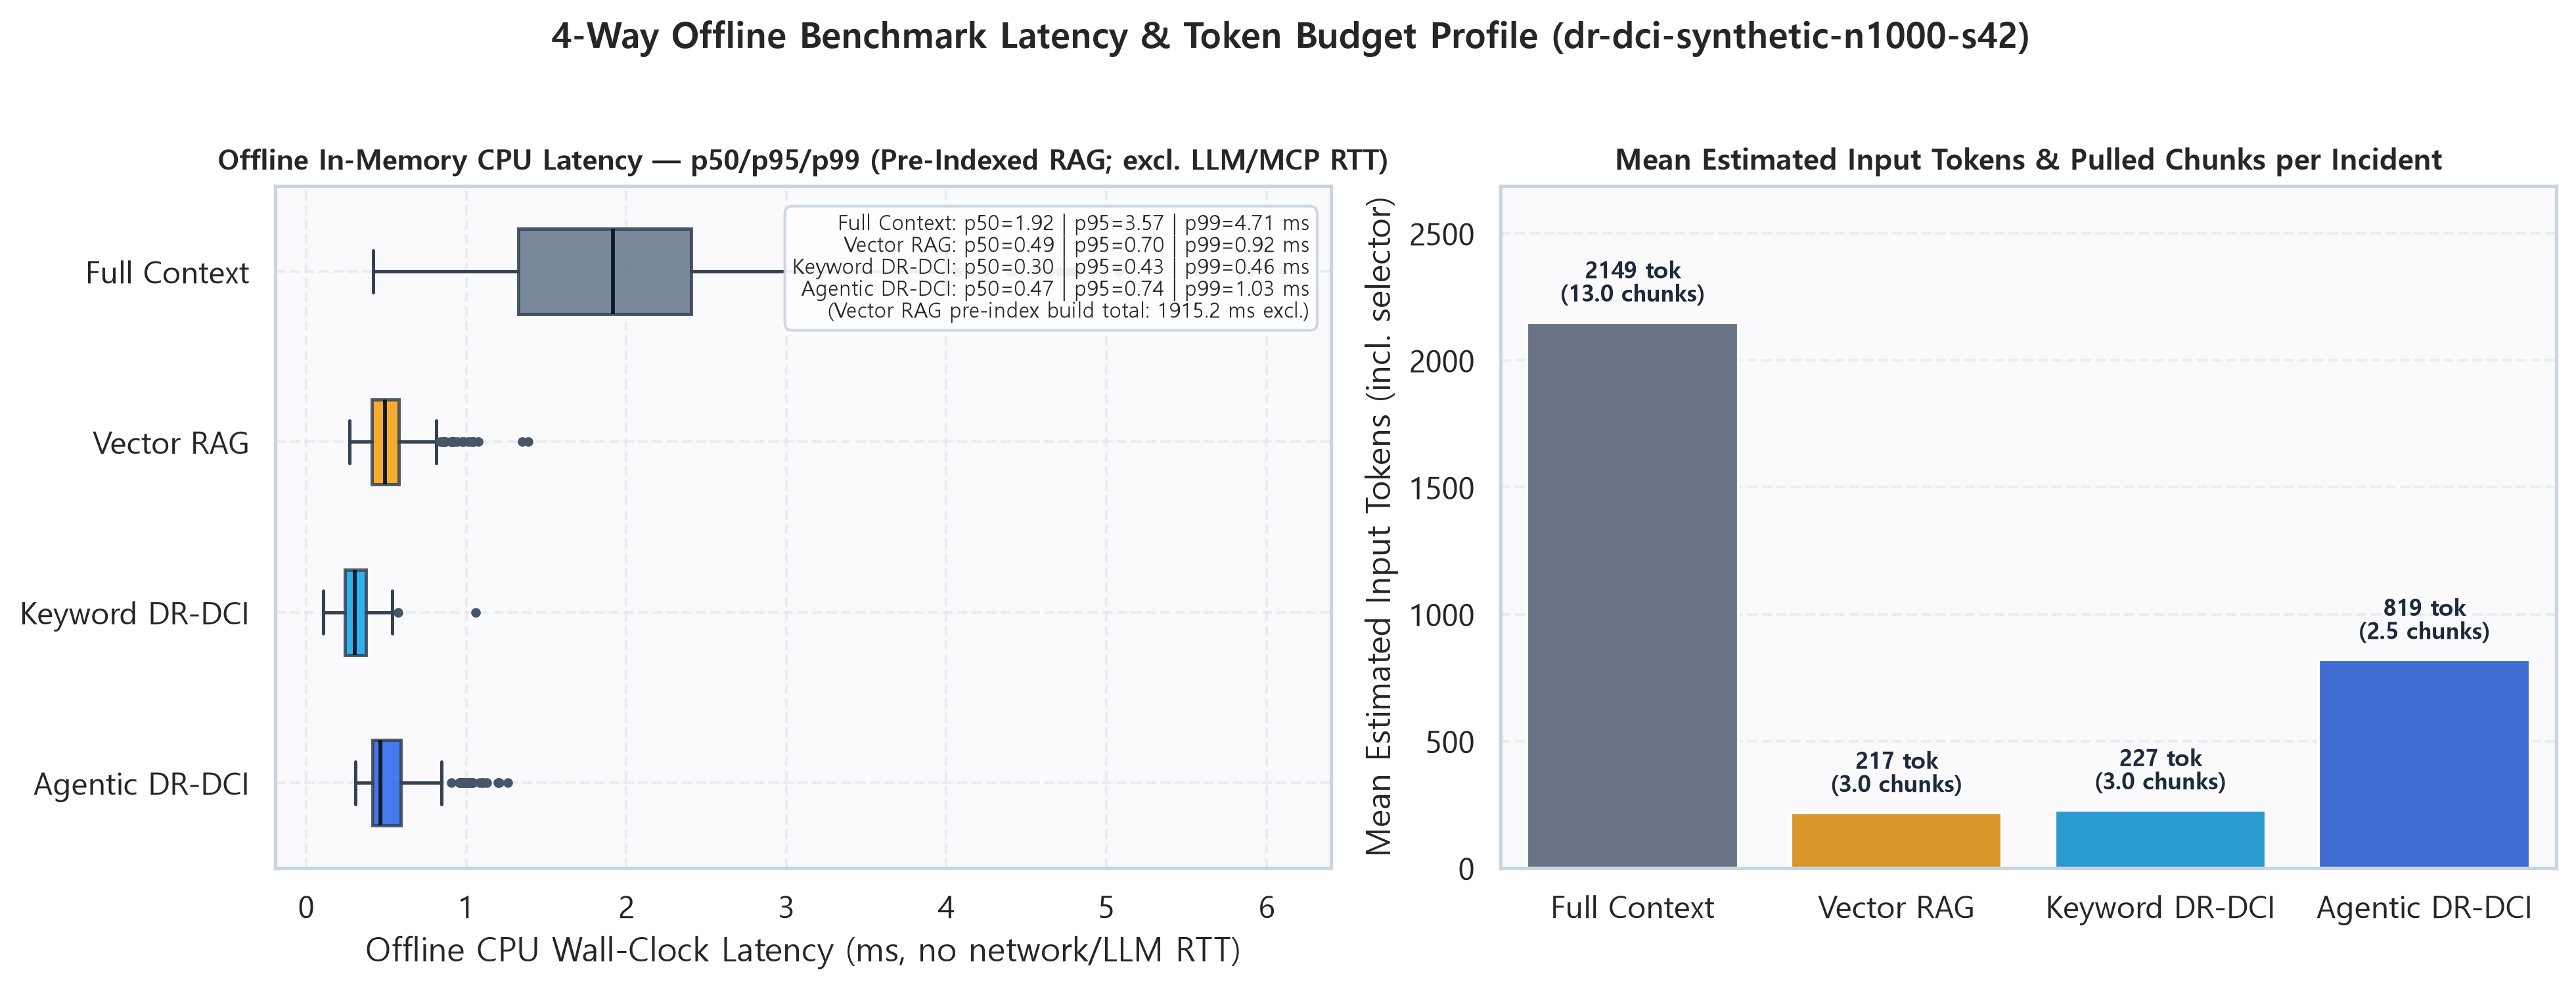 4-Way Offline Benchmark Latency & Token Budget Profile (dr-dci-synthetic-n1000-s42)
Offline In-Memory CPU Latency — p50/p95/p99 (Pre-Indexed RAG; excl. LLM/MCP RTT)
Full Context: p50=1.92 | p95=3.57 | p99=4.71 ms
Vector RAG: p50=0.49 | p95=0.70 | p99=0.92 ms
Keyword DR-DCI: p50=0.30 | p95=0.43 | p99=0.46 ms
Agentic DR-DCI: p50=0.47 | p95=0.74 | p99=1.03 ms
(Vector RAG pre-index build total: 1915.2 ms excl.)
Full Context
Vector RAG
Keyword DR-DCI
Agentic DR-DCI
0 1 2 3 4 5 6
Offline CPU Wall-Clock Latency (ms, no network/LLM RTT)
Mean Estimated Input Tokens & Pulled Chunks per Incident
Mean Estimated Input Tokens (incl. selector)
2500
2000
1500
1000
500
0
2149 tok
(13.0 chunks)
217 tok
(3.0 chunks)
227 tok
(3.0 chunks)
819 tok
(2.5 chunks)
Full Context Vector RAG Keyword DR-DCI Agentic DR-DCI